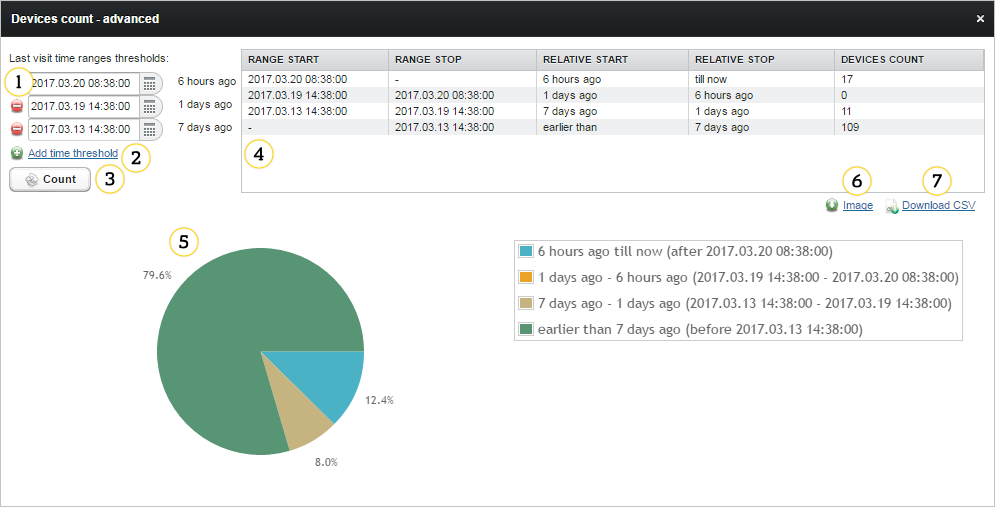 Devices count - advanced ×
Last visit time ranges thresholds:
1 2017.03.20 08:38:00 6 hours ago
2017.03.19 14:38:00 1 days ago
2017.03.13 14:38:00 7 days ago
Add time threshold 2
Count 3
RANGE START RANGE STOP RELATIVE START RELATIVE STOP DEVICES COUNT
2017.03.20 08:38:00 - 6 hours ago till now 17
2017.03.19 14:38:00 2017.03.20 08:38:00 1 days ago 6 hours ago 0
2017.03.13 14:38:00 2017.03.19 14:38:00 7 days ago 1 days ago 11
- 2017.03.13 14:38:00 earlier than 7 days ago 109
4
6 7
Image Download CSV
5
79.6%
12.4%
8.0%
6 hours ago till now (after 2017.03.20 08:38:00)
1 days ago - 6 hours ago (2017.03.19 14:38:00 - 2017.03.20 08:38:00)
7 days ago - 1 days ago (2017.03.13 14:38:00 - 2017.03.19 14:38:00)
earlier than 7 days ago (before 2017.03.13 14:38:00)